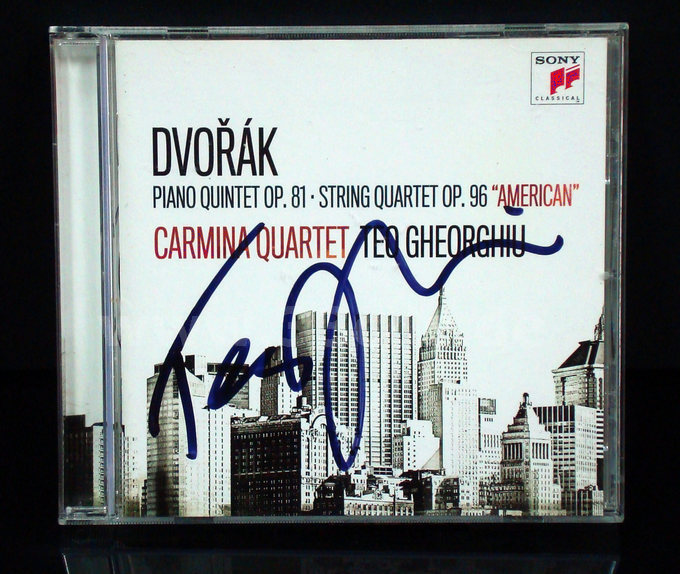 SONY
CLASSICAL
DVOŘÁK
PIANO QUINTET OP. 81 · STRING QUARTET OP. 96 “AMERICAN”
CARMINA QUARTET TEO GHEORGHIU